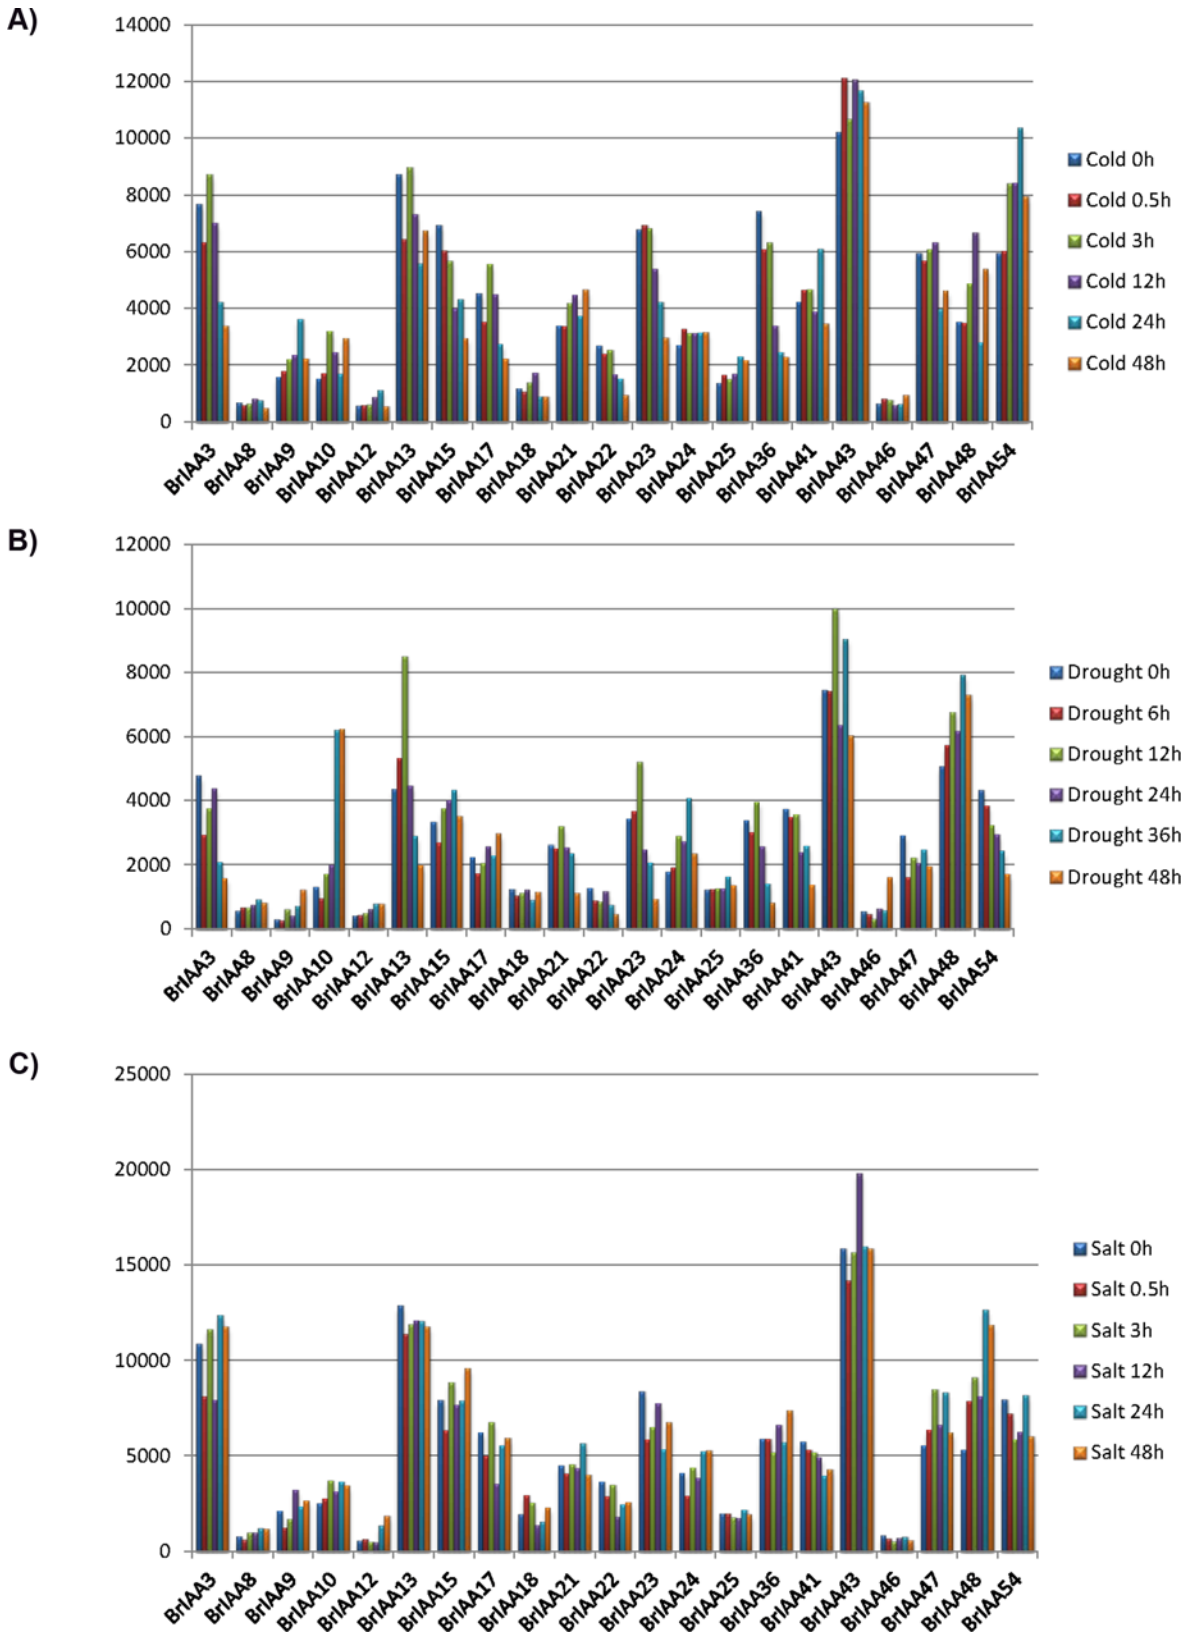 A)
14000
12000
10000
8000
6000
4000
2000
0
BrIAA3
BrIAA8
BrIAA9
BrIAA10
BrIAA12
BrIAA13
BrIAA15
BrIAA17
BrIAA18
BrIAA21
BrIAA22
BrIAA23
BrIAA24
BrIAA25
BrIAA36
BrIAA41
BrIAA43
BrIAA46
BrIAA47
BrIAA48
BrIAA54
Cold 0h
Cold 0.5h
Cold 3h
Cold 12h
Cold 24h
Cold 48h
B)
12000
10000
8000
6000
4000
2000
0
BrIAA3
BrIAA8
BrIAA9
BrIAA10
BrIAA12
BrIAA13
BrIAA15
BrIAA17
BrIAA18
BrIAA21
BrIAA22
BrIAA23
BrIAA24
BrIAA25
BrIAA36
BrIAA41
BrIAA43
BrIAA46
BrIAA47
BrIAA48
BrIAA54
Drought 0h
Drought 6h
Drought 12h
Drought 24h
Drought 36h
Drought 48h
C)
25000
20000
15000
10000
5000
0
BrIAA3
BrIAA8
BrIAA9
BrIAA10
BrIAA12
BrIAA13
BrIAA15
BrIAA17
BrIAA18
BrIAA21
BrIAA22
BrIAA23
BrIAA24
BrIAA25
BrIAA36
BrIAA41
BrIAA43
BrIAA46
BrIAA47
BrIAA48
BrIAA54
Salt 0h
Salt 0.5h
Salt 3h
Salt 12h
Salt 24h
Salt 48h